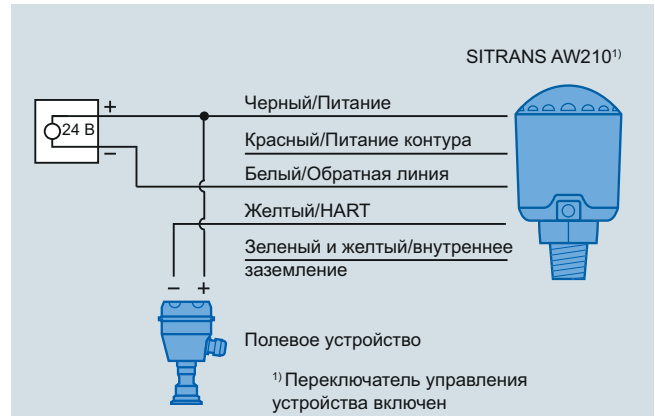 SITRANS AW210¹⁾
+
Черный/Питание
24 В
Красный/Питание контура
–
Белый/Обратная линия
Желтый/HART
Зеленый и желтый/внутреннее
заземление
– +
Полевое устройство
¹⁾ Переключатель управления
устройства включен